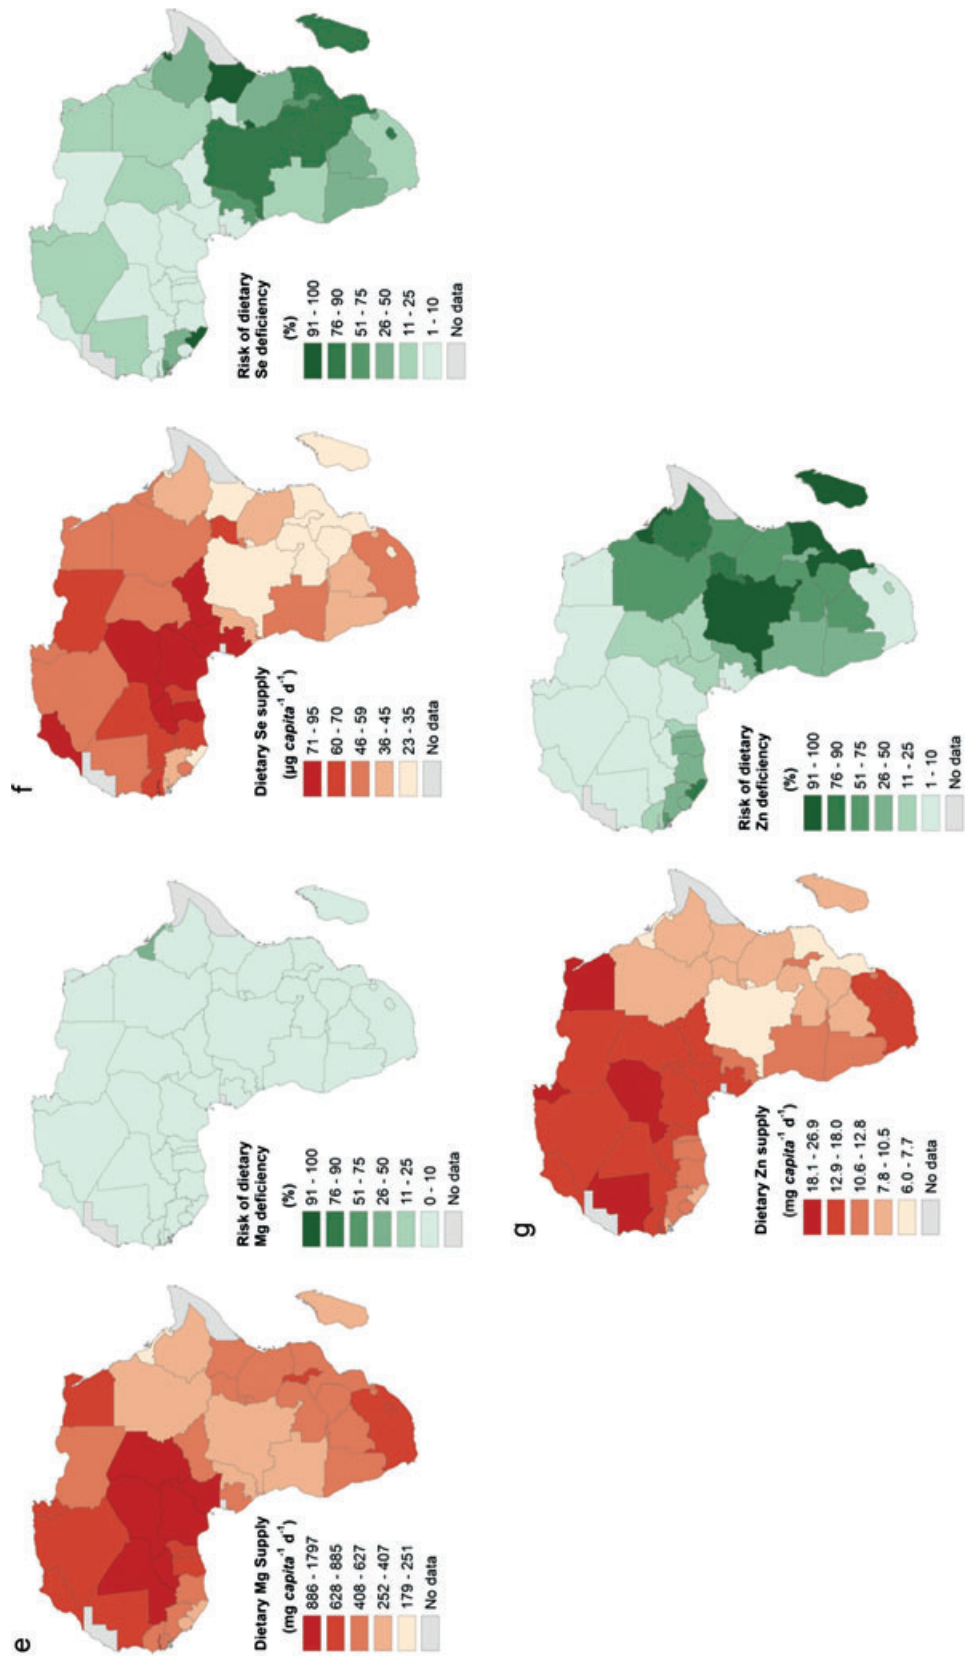 e
Dietary Mg Supply
(mg capita⁻¹ d⁻¹)
886 - 1797
628 - 885
408 - 627
252 - 407
179 - 251
No data
Risk of dietary
Mg deficiency
(%)
91 - 100
76 - 90
51 - 75
26 - 50
11 - 25
0 - 10
No data
f
Dietary Se supply
(µg capita⁻¹ d⁻¹)
71 - 95
60 - 70
46 - 59
36 - 45
23 - 35
No data
Risk of dietary
Se deficiency
(%)
91 - 100
76 - 90
51 - 75
26 - 50
11 - 25
1 - 10
No data
g
Dietary Zn supply
(mg capita⁻¹ d⁻¹)
18.1 - 26.9
12.9 - 18.0
10.6 - 12.8
7.8 - 10.5
6.0 - 7.7
No data
Risk of dietary
Zn deficiency
(%)
91 - 100
76 - 90
51 - 75
26 - 50
11 - 25
1 - 10
No data